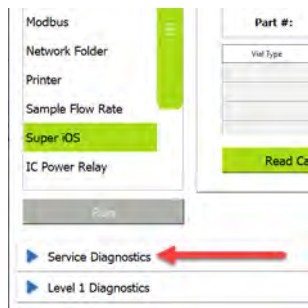 Modbus
Network Folder
Printer
Sample Flow Rate
Super iOS
IC Power Relay
Run
Part #:
Vial Type
Read Ca
Service Diagnostics
Level 1 Diagnostics